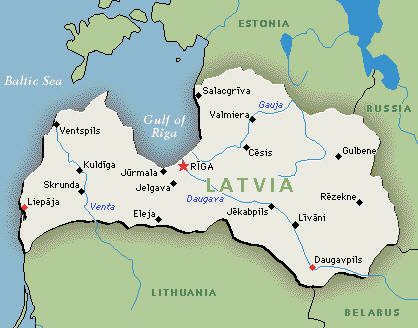 ESTONIA
Baltic Sea
Salacgrīva
Gulf of
Riga
Valmiera
Gauja
RUSSIA
Ventspils
Cēsis
Gulbene
Kuldīga
Jūrmala
RĪGA
Skrunda
Jelgava
LATVIA
Liepāja
Venta
Eleja
Daugava
Jēkabpils
Rēzekne
Līvāni
Daugavpils
LITHUANIA
BELARUS